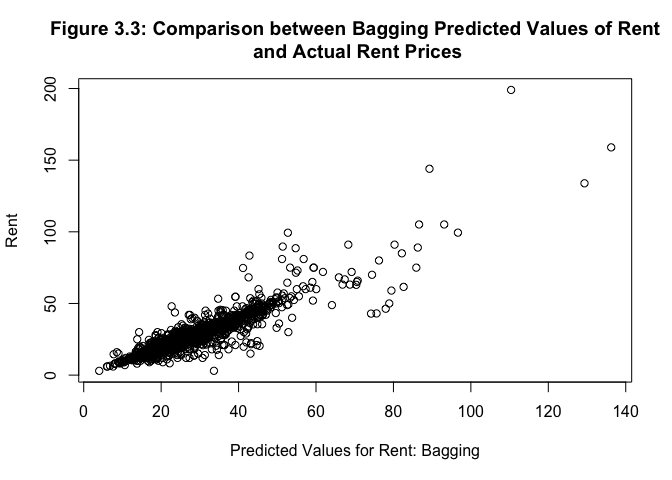 Figure 3.3: Comparison between Bagging Predicted Values of Rent
and Actual Rent Prices
200
150
100
50
0
Rent
0 20 40 60 80 100 120 140
Predicted Values for Rent: Bagging